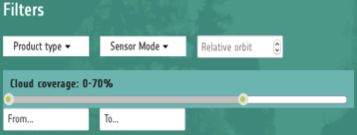 Filters
Product type Sensor Mode Relative orbit
Cloud coverage: 0-70%
From... To...